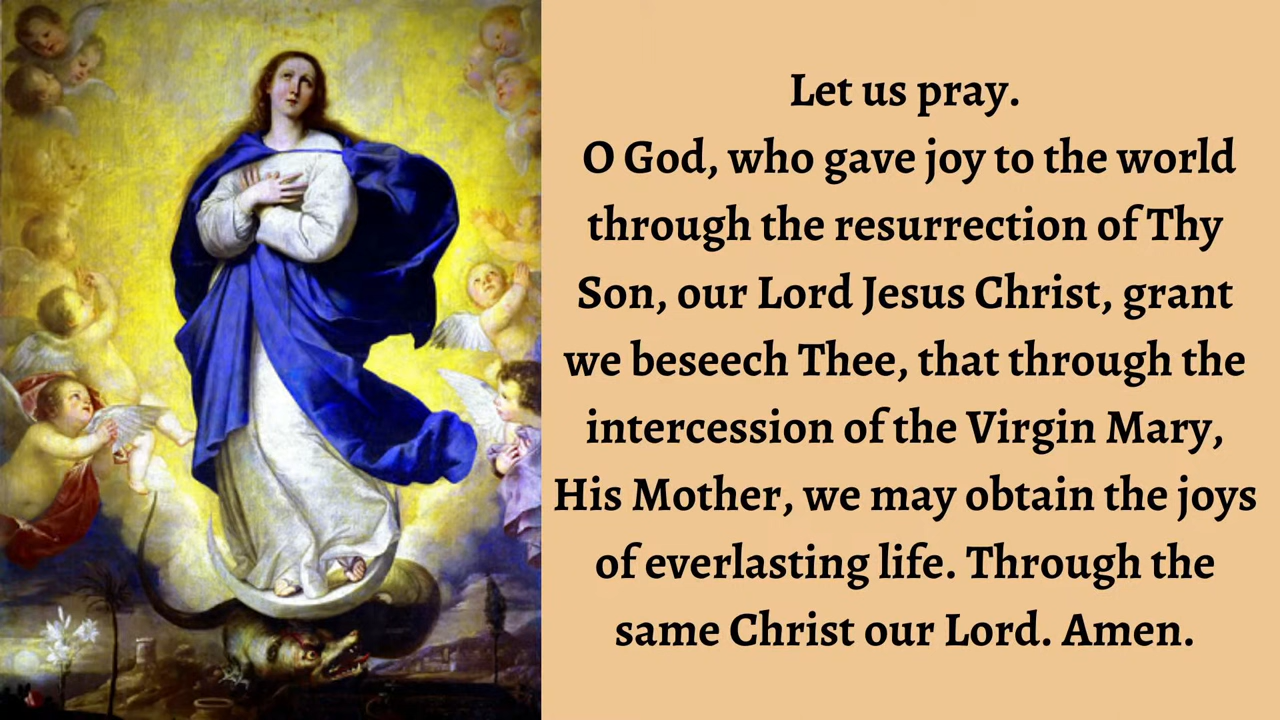 Let us pray.
O God, who gave joy to the world
through the resurrection of Thy
Son, our Lord Jesus Christ, grant
we beseech Thee, that through the
intercession of the Virgin Mary,
His Mother, we may obtain the joys
of everlasting life. Through the
same Christ our Lord. Amen.